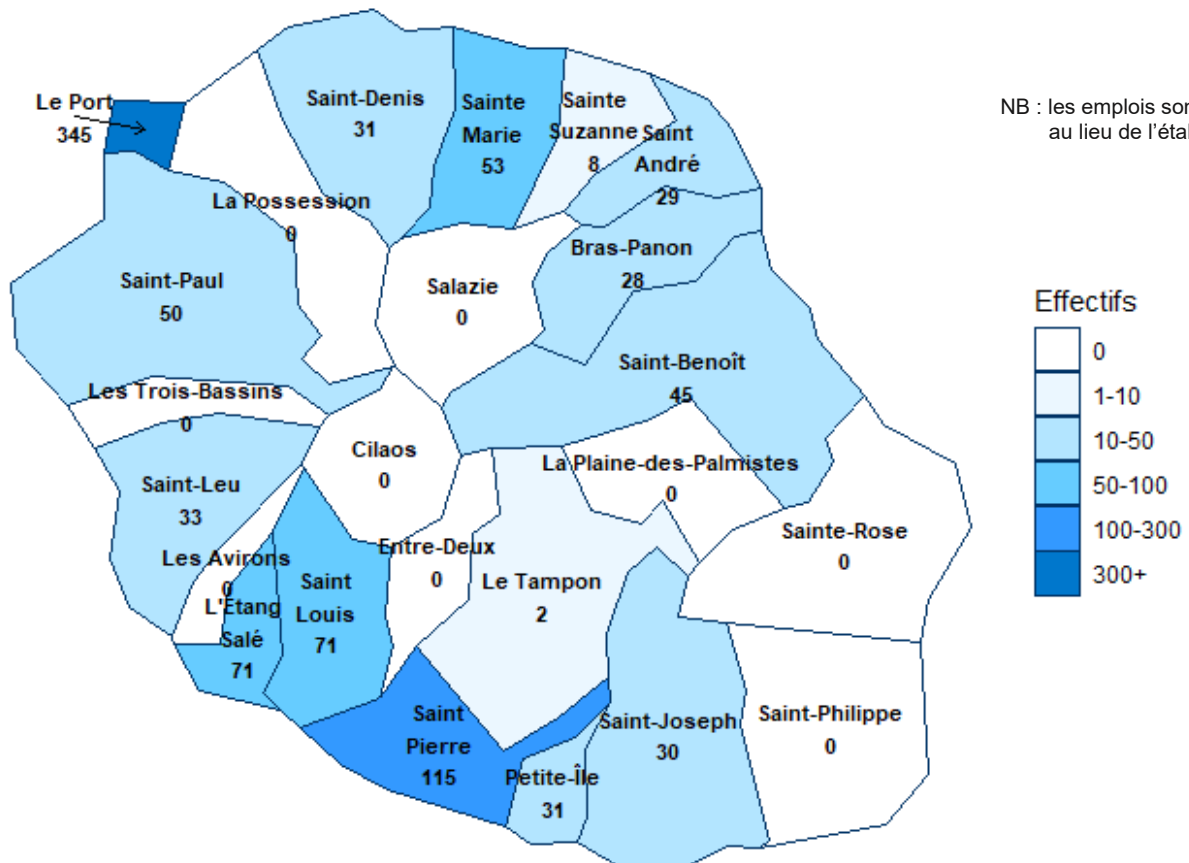 Le Port
345
Saint-Denis
31
Sainte
Marie
53
Sainte
Suzanne
8
Saint
André
29
NB : les emplois sor
au lieu de l'étal
La Possession
0
Bras-Panon
28
Saint-Paul
50
Salazie
0
Effectifs
0
1-10
10-50
50-100
100-300
300+
Saint-Benoît
45
Les Trois-Bassins
0
Cilaos
0
La Plaine-des-Palmistes
0
Saint-Leu
33
Sainte-Rose
0
Entre-Deux
0
Les Avirons
0
Le Tampon
2
Saint
Louis
71
L'Etang
Salé
71
Saint
Pierre
115
Saint-Joseph
30
Saint-Philippe
0
Petite-Île
31